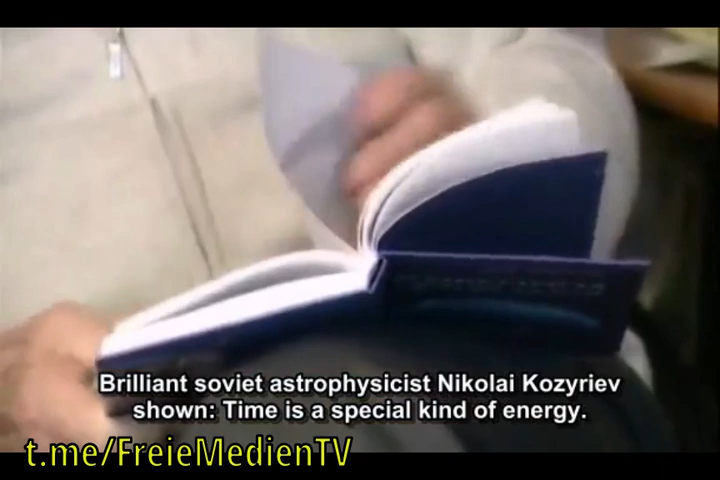 Brilliant soviet astrophysicist Nikolai Kozyriev
shown: Time is a special kind of energy.
t.me/FreieMedienTV